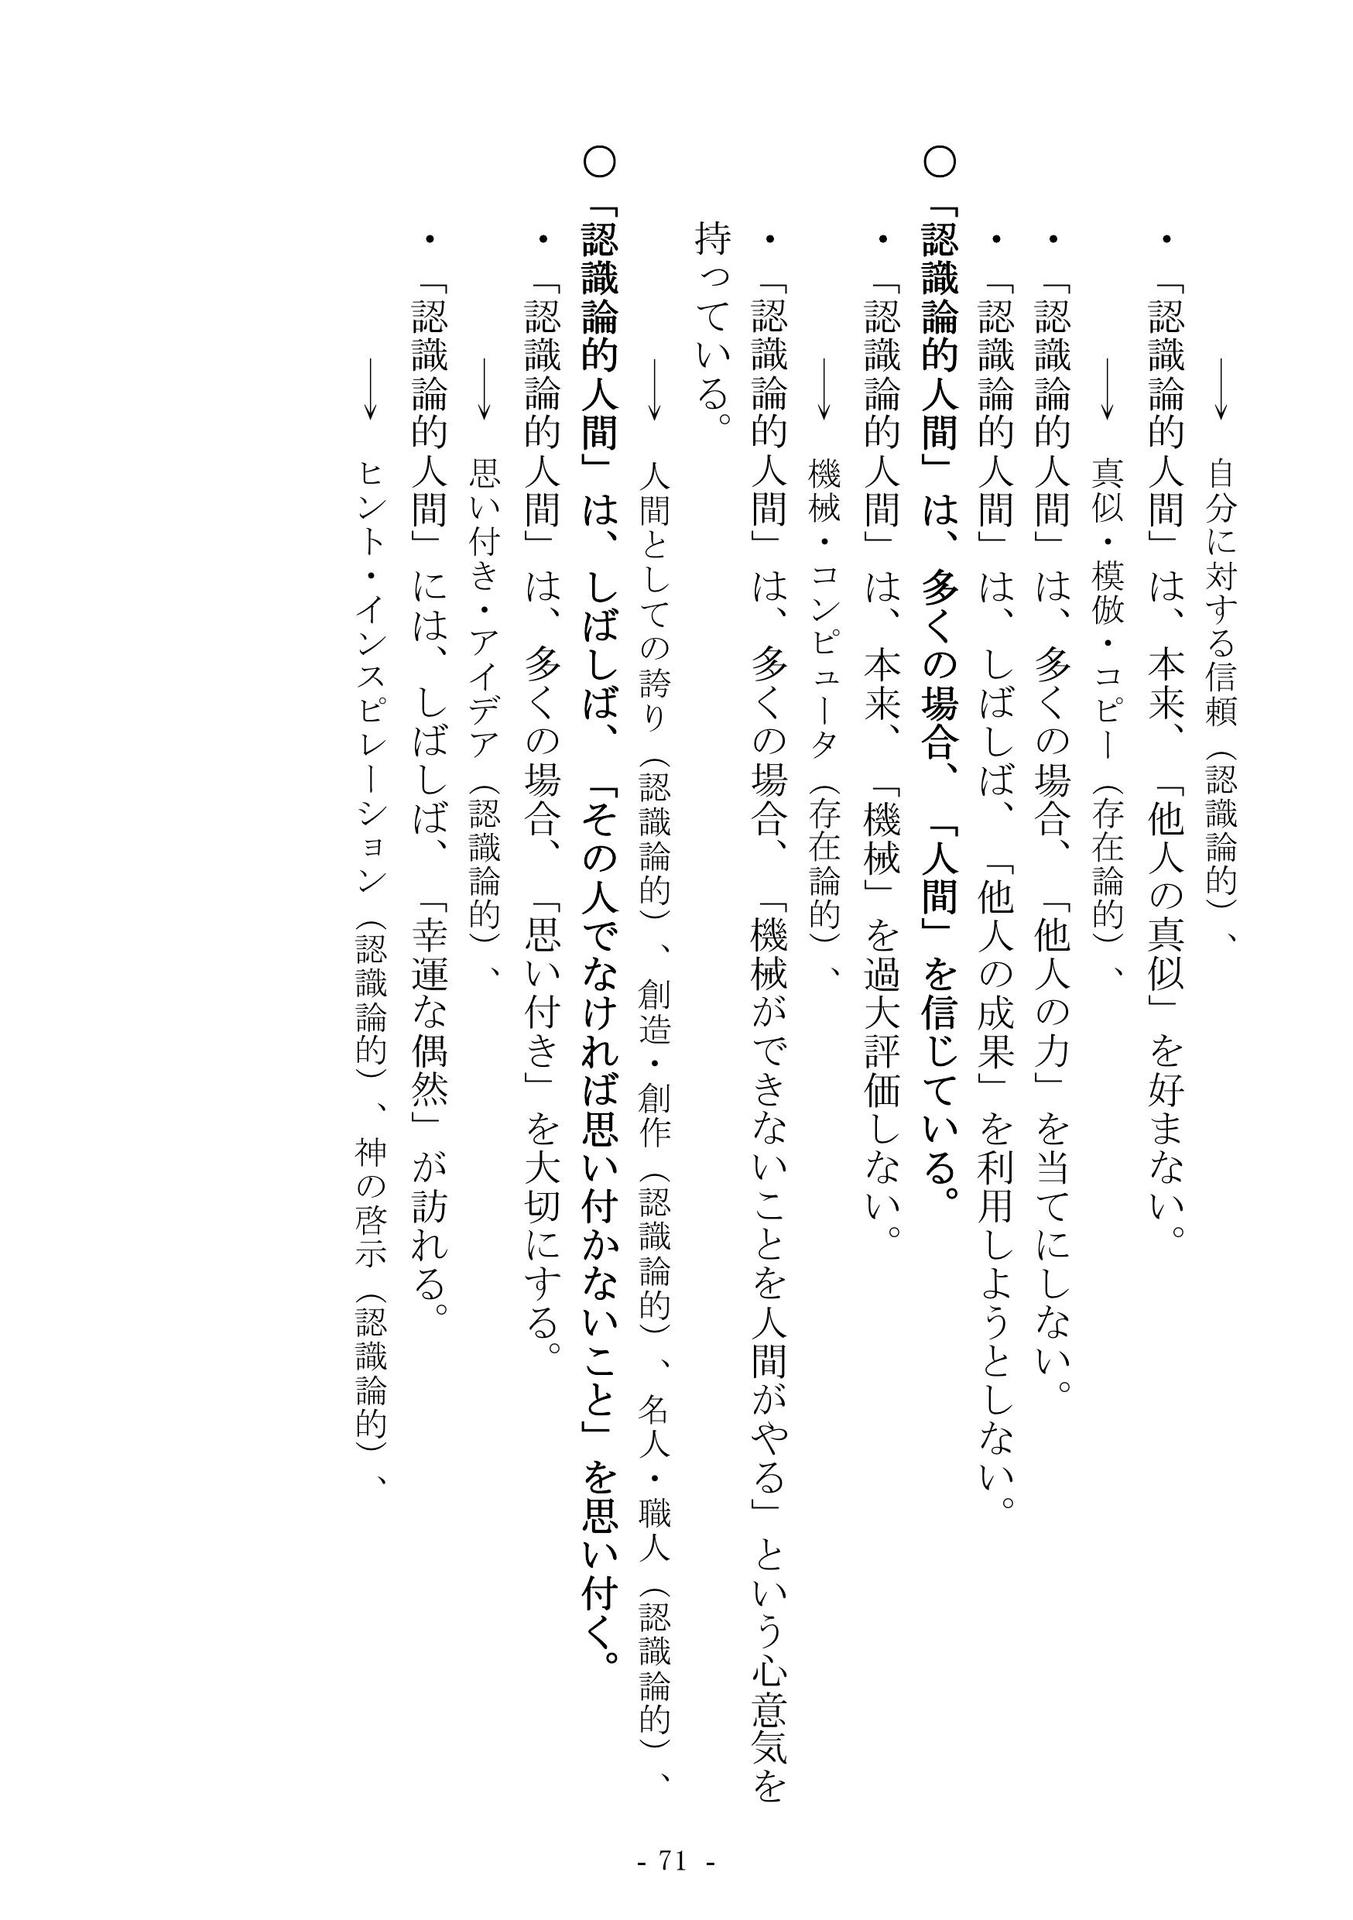 → 自分に対する信頼（認識論的）、
・「認識論的人間」は、本来、「他人の真似」を好まない。
→ 真似・模倣・コピー（存在論的）、
・「認識論的人間」は、多くの場合、「他人の力」を当てにしない。
・「認識論的人間」は、しばしば、「他人の成果」を利用しようとしない。
〇「認識論的人間」は、多くの場合、「人間」を信じている。
・「認識論的人間」は、本来、「機械」を過大評価しない。
→ 機械・コンピュータ（存在論的）、
・「認識論的人間」は、多くの場合、「機械ができないことを人間がやる」という心意気を
持っている。
→ 人間としての誇り（認識論的）、創造・創作（認識論的）、名人・職人（認識論的）、
〇「認識論的人間」は、しばしば、「その人でなければ思い付かないこと」を思い付く。
・「認識論的人間」は、多くの場合、「思い付き」を大切にする。
→ 思い付き・アイデア（認識論的）、
・「認識論的人間」には、しばしば、「幸運な偶然」が訪れる。
→ ヒント・インスピレーション（認識論的）、神の啓示（認識論的）、
- 71 -